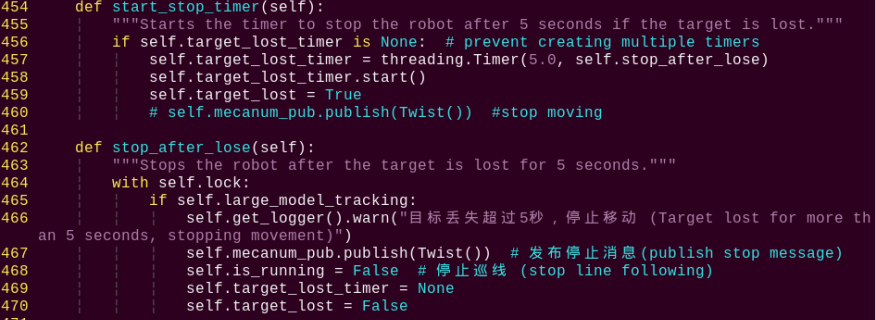 454     def start_stop_timer(self):
455         """Starts the timer to stop the robot after 5 seconds if the target is lost."""
456         if self.target_lost_timer is None:  # prevent creating multiple timers
457             self.target_lost_timer = threading.Timer(5.0, self.stop_after_lose)
458             self.target_lost_timer.start()
459             self.target_lost = True
460             # self.mecanum_pub.publish(Twist())  #stop moving
461
462     def stop_after_lose(self):
463         """Stops the robot after the target is lost for 5 seconds."""
464         with self.lock:
465             if self.large_model_tracking:
466                 self.get_logger().warn("目标丢失超过5秒，停止移动 (Target lost for more th
an 5 seconds, stopping movement)")
467                 self.mecanum_pub.publish(Twist())  # 发布停止消息(publish stop message)
468                 self.is_running = False  # 停止巡线 (stop line following)
469                 self.target_lost_timer = None
470                 self.target_lost = False